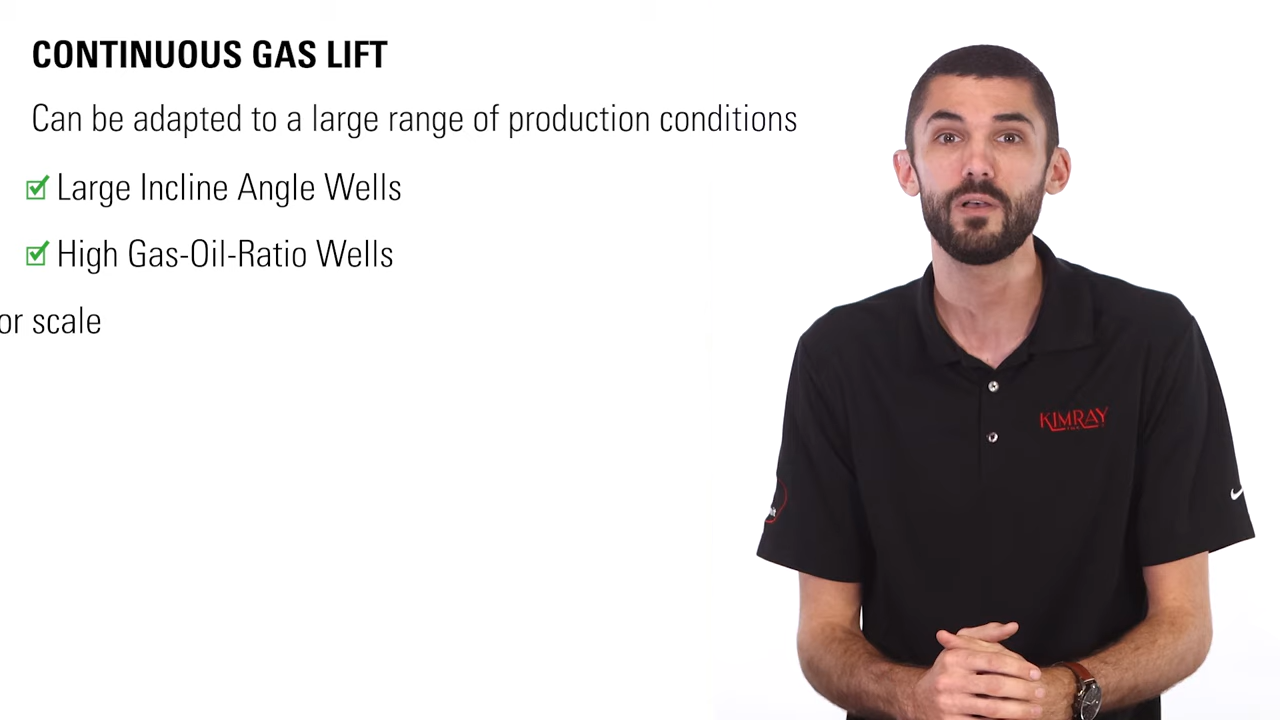 CONTINUOUS GAS LIFT
Can be adapted to a large range of production conditions
Large Incline Angle Wells
High Gas-Oil-Ratio Wells
or scale
KIMRAY